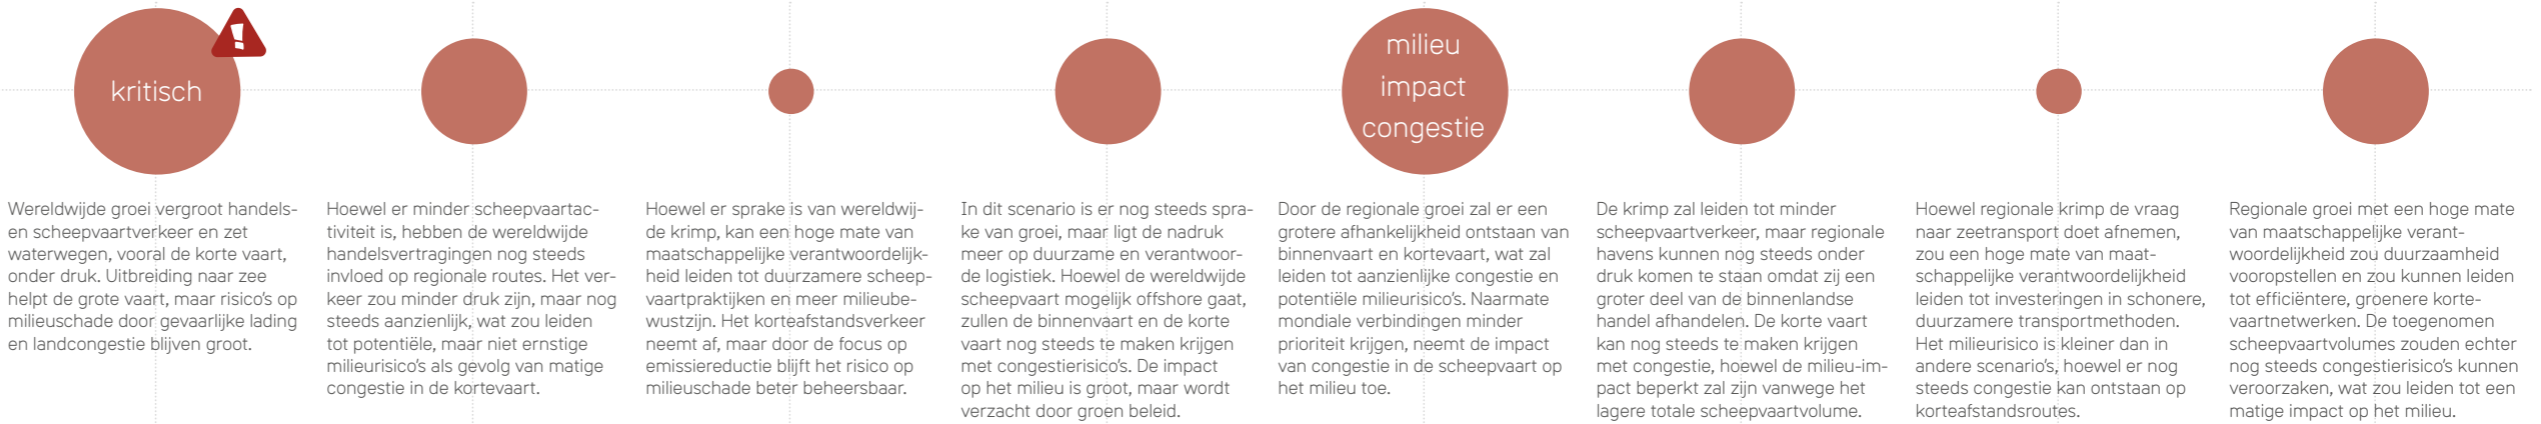 kritisch
milieu
impact
congestie
Wereldwijde groei vergroot handels-
en scheepvaartverkeer en zet
waterwegen, vooral de korte vaart,
onder druk. Uitbreiding naar zee
helpt de grote vaart, maar risico's op
milieuschade door gevaarlijke lading
en landcongestie blijven groot.
Hoewel er minder scheepvaartac-
tiviteit is, hebben de wereldwijde
handelsvertragingen nog steeds
invloed op regionale routes. Het ver-
keer zou minder druk zijn, maar nog
steeds aanzienlijk, wat zou leiden
tot potentiële, maar niet ernstige
milieurisico's als gevolg van matige
congestie in de kortevaart.
Hoewel er sprake is van wereldwij-
de krimp, kan een hoge mate van
maatschappelijke verantwoordelijk-
heid leiden tot duurzamere scheep-
vaartpraktijken en meer milieube-
wustzijn. Het korteafstandsverkeer
neemt af, maar door de focus op
emissiereductie blijft het risico op
milieuschade beter beheersbaar.
In dit scenario is er nog steeds spra-
ke van groei, maar ligt de nadruk
meer op duurzame en verantwoor-
de logistiek. Hoewel de wereldwijde
scheepvaart mogelijk offshore gaat,
zullen de binnenvaart en de korte
vaart nog steeds te maken krijgen
met congestierisico's. De impact
op het milieu is groot, maar wordt
verzacht door groen beleid.
Door de regionale groei zal er een
grotere afhankelijkheid ontstaan van
binnenvaart en kortevaart, wat zal
leiden tot aanzienlijke congestie en
potentiële milieurisico's. Naarmate
mondiale verbindingen minder
prioriteit krijgen, neemt de impact
van congestie in de scheepvaart op
het milieu toe.
De krimp zal leiden tot minder
scheepvaartverkeer, maar regionale
havens kunnen nog steeds onder
druk komen te staan omdat zij een
groter deel van de binnenlandse
handel afhandelen. De korte vaart
kan nog steeds te maken krijgen
met congestie, hoewel de milieu-im-
pact beperkt zal zijn vanwege het
lagere totale scheepvaartvolume.
Hoewel regionale krimp de vraag
naar zeetransport doet afnemen,
zou een hoge mate van maat-
schappelijke verantwoordelijkheid
leiden tot investeringen in schonere,
duurzamere transportmethoden.
Het milieurisico is kleiner dan in
andere scenario's, hoewel er nog
steeds congestie kan ontstaan op
korteafstandsroutes.
Regionale groei met een hoge mate
van maatschappelijke verant-
woordelijkheid zou duurzaamheid
vooropstellen en zou kunnen leiden
tot efficiëntere, groenere korte-
vaartnetwerken. De toegenomen
scheepvaartvolumes zouden echter
nog steeds congestierisico's kunnen
veroorzaken, wat zou leiden tot een
matige impact op het milieu.